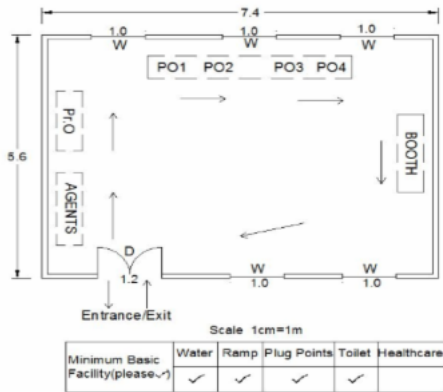 7.4
1.0 1.0 1.0
W W W
PO1 PO2 PO3 PO4
PrO
BOOTH
5.6
AGENTS
D W W
1.2 1.0 1.0
Entrance/Exit
Scale 1cm=1m
Minimum Basic Facility(please✓) Water Ramp Plug Points Toilet Healthcare
✓ ✓ ✓ ✓